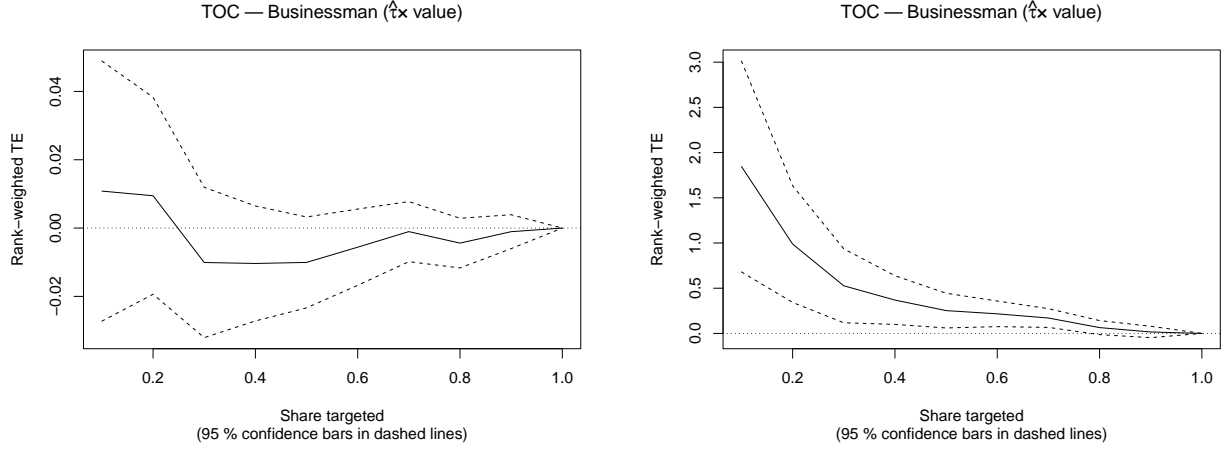 TOC — Businessman (τ̂× value)
Rank−weighted TE
0.04
0.02
0.00
−0.02
0.2 0.4 0.6 0.8 1.0
Share targeted
(95 % confidence bars in dashed lines)
TOC — Businessman (τ̂× value)
Rank−weighted TE
3.0
2.5
2.0
1.5
1.0
0.5
0.0
0.2 0.4 0.6 0.8 1.0
Share targeted
(95 % confidence bars in dashed lines)